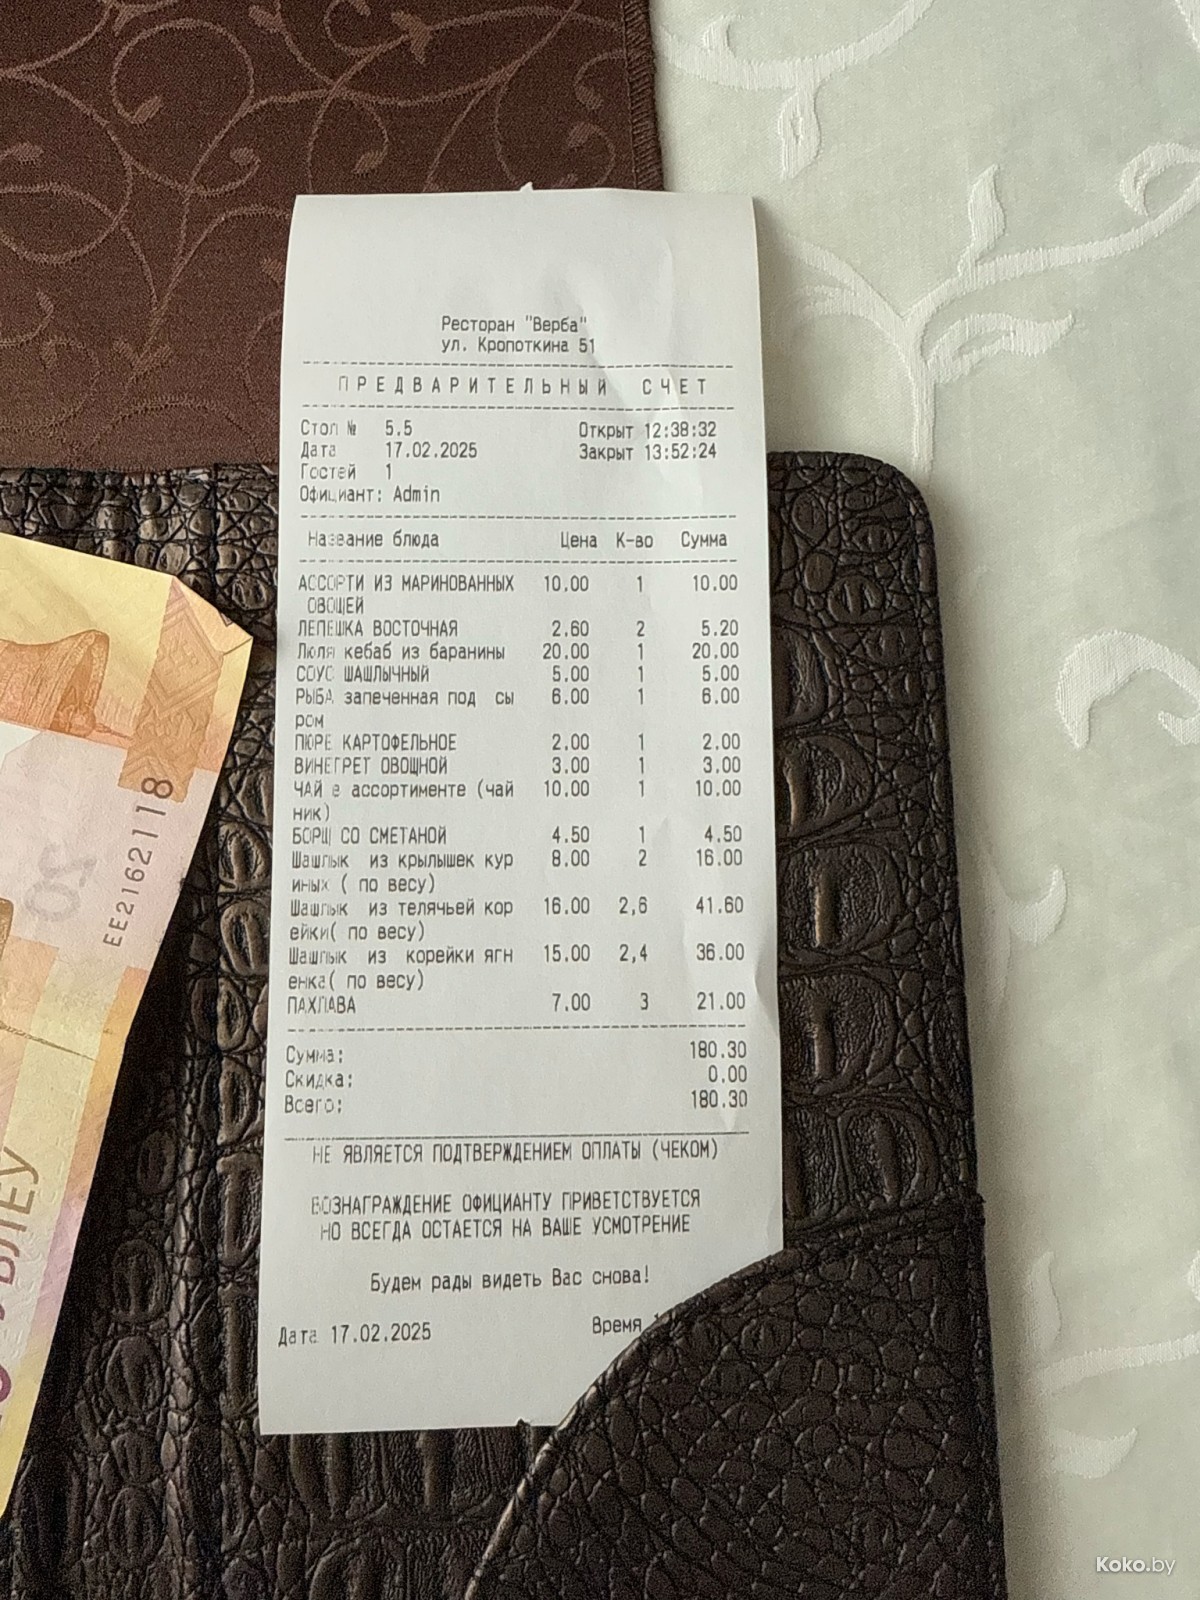 Ресторан "Верба"
ул. Кропоткина 51
ПРЕДВАРИТЕЛЬНЫЙ СЧЕТ
Стол № 5.5 Открыт 12:38:32
Дата 17.02.2025 Закрыт 13:52:24
Гостей 1
Официант: Admin
Название блюда Цена К-во Сумма
АССОРТИ ИЗ МАРИНОВАННЫХ 10.00 1 10.00
ОВОЩЕЙ
ЛЕПЕШКА ВОСТОЧНАЯ 2.60 2 5.20
Люля кебаб из баранины 20.00 1 20.00
СОУС ШАШЛЫЧНЫЙ 5.00 1 5.00
РЫБА запеченная под сы 6.00 1 6.00
ром
ПЮРЕ КАРТОФЕЛЬНОЕ 2.00 1 2.00
ВИНЕГРЕТ ОВОЩНОЙ 3.00 1 3.00
ЧАЙ в ассортименте (чай 10.00 1 10.00
ник)
БОРЩ СО СМЕТАНОЙ 4.50 1 4.50
Шашлык из крылышек кур 8.00 2 16.00
иных ( по весу)
Шашлык из телячьей кор 16.00 2,6 41.60
ейки( по весу)
Шашлык из корейки ягн 15.00 2,4 36.00
енка( по весу)
ПАХЛАВА 7.00 3 21.00
Сумма: 180.30
Скидка: 0.00
Всего: 180.30
НЕ ЯВЛЯЕТСЯ ПОДТВЕРЖДЕНИЕМ ОПЛАТЫ (ЧЕКОМ)
ВОЗНАГРАЖДЕНИЕ ОФИЦИАНТУ ПРИВЕТСТВУЕТСЯ
НО ВСЕГДА ОСТАЕТСЯ НА ВАШЕ УСМОТРЕНИЕ
Будем рады видеть Вас снова!
Дата 17.02.2025 Время
EE2162118
20
Koko.by